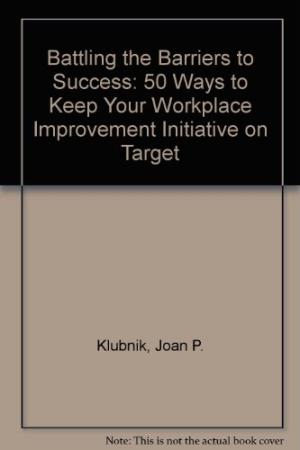 Battling the Barriers to
Success: 50 Ways to
Keep Your Workplace
Improvement Initiative on
Target
Klubnik, Joan P.
Note: This is not the actual book cover